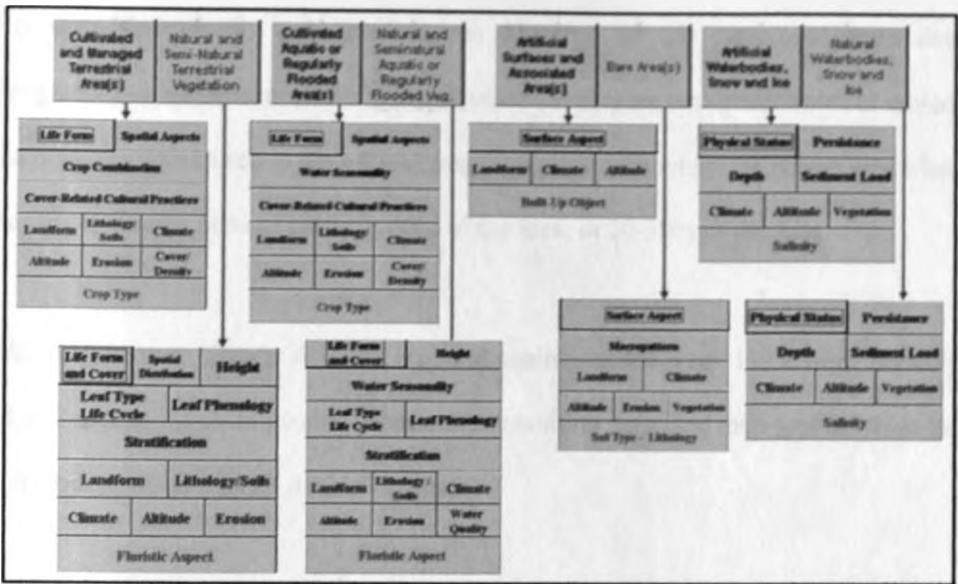 Cultivated
and Managed
Terrestrial
Area(s)
Natural and
Semi-Natural
Terrestrial
Vegetation
Cultivated
Aquatic or
Regularly
Flooded
Area(s)
Natural and
Seminatural
Aquatic or
Regularly
Flooded Veg.
Artificial
Surfaces and
Associated
Area(s)
Bare Area(s)
Artificial
Waterbodies,
Snow and Ice
Natural
Waterbodies,
Snow and
Ice
Life Form Spatial Aspects
Crop Combination
Cover-Related Cultural Practices
Landform Lithology/ Soils Climate
Altitude Erosion Cover/ Density
Crop Type
Life Form Spatial Aspects
Water Seasonality
Cover-Related Cultural Practices
Landform Lithology/ Soils Climate
Altitude Erosion Cover/ Density
Crop Type
Surface Aspect
Landform Climate Altitude
Built-Up Object
Physical Status Persistance
Depth Sediment Load
Climate Altitude Vegetation
Salinity
Life Form and Cover Spatial Distribution Height
Leaf Type Life Cycle Leaf Phenology
Stratification
Landform Lithology/Soils
Climate Altitude Erosion
Floristic Aspect
Life Form and Cover Height
Water Seasonality
Leaf Type Life Cycle Leaf Phenology
Stratification
Landform Lithology / Soils Climate
Altitude Erosion Water Quality
Floristic Aspect
Surface Aspect
Macropattern
Landform Climate
Altitude Erosion Vegetation
Soil Type - Lithology
Physical Status Persistance
Depth Sediment Load
Climate Altitude Vegetation
Salinity